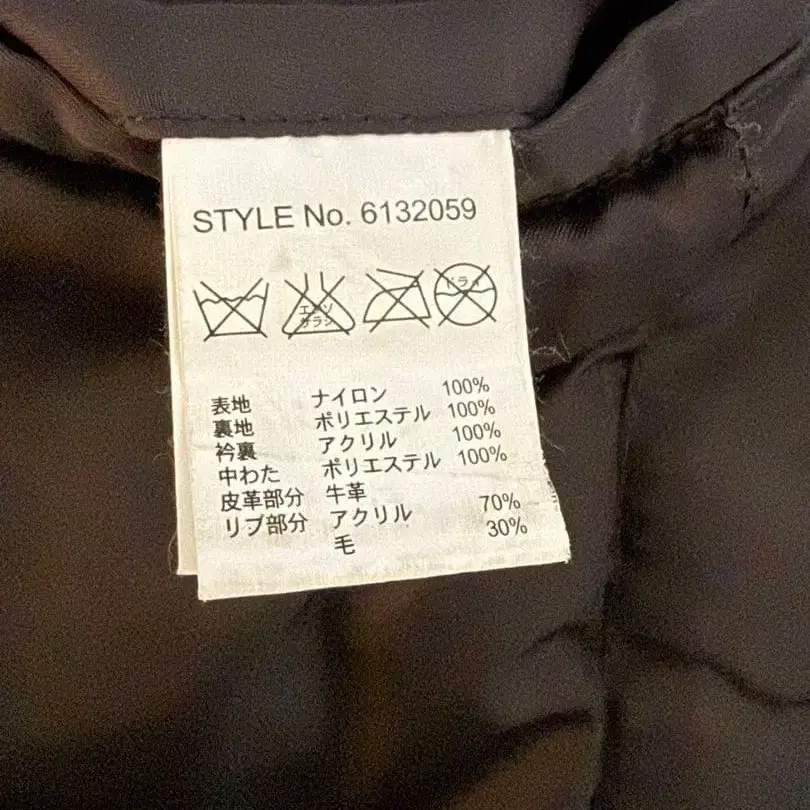 STYLE No. 6132059
エンソ
サラシ
ドライ
表地 ナイロン 100%
裏地 ポリエステル 100%
衿裏 アクリル 100%
中わた ポリエステル 100%
皮革部分 牛革
リブ部分 アクリル 70%
毛 30%